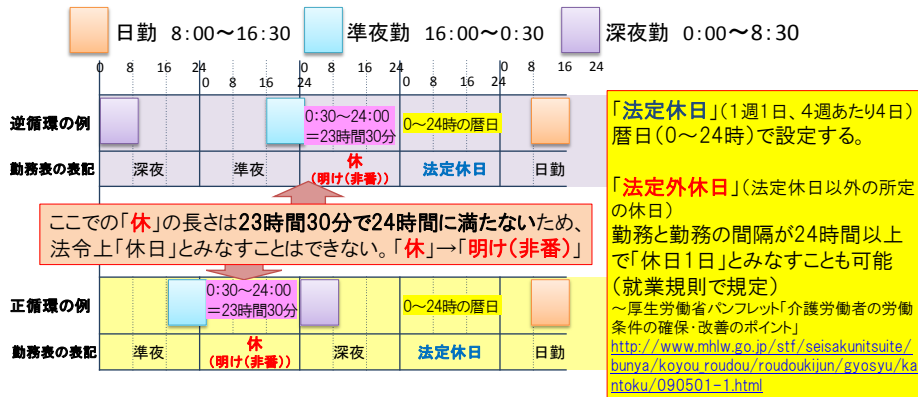 日勤 8:00～16:30 準夜勤 16:00～0:30 深夜勤 0:00～8:30
0 8 16 24 8 16 24 8 16 24 8 16 24 8 16 24
0 8 16 0 8 16 0 8 16 0
逆循環の例
0:30～24:00
＝23時間30分
0～24時の暦日
勤務表の表記 深夜 準夜 休 法定休日 日勤
(明け(非番))
ここでの「休」の長さは23時間30分で24時間に満たないため、
法令上「休日」とみなすことはできない。「休」→「明け(非番)」
正循環の例
0:30～24:00
＝23時間30分
0～24時の暦日
勤務表の表記 準夜 休 深夜 法定休日 日勤
(明け(非番))
「法定休日」(1週1日、4週あたり4日)
暦日(0～24時)で設定する。
「法定外休日」(法定休日以外の所定
の休日)
勤務と勤務の間隔が24時間以上
で「休日1日」とみなすことも可能
(就業規則で規定)
～厚生労働省パンフレット「介護労働者の労働
条件の確保・改善のポイント」
http://www.mhlw.go.jp/stf/seisakunitsuite/
bunya/koyou_roudou/roudoukijun/gyosyu/ka
ntoku/090501-1.html